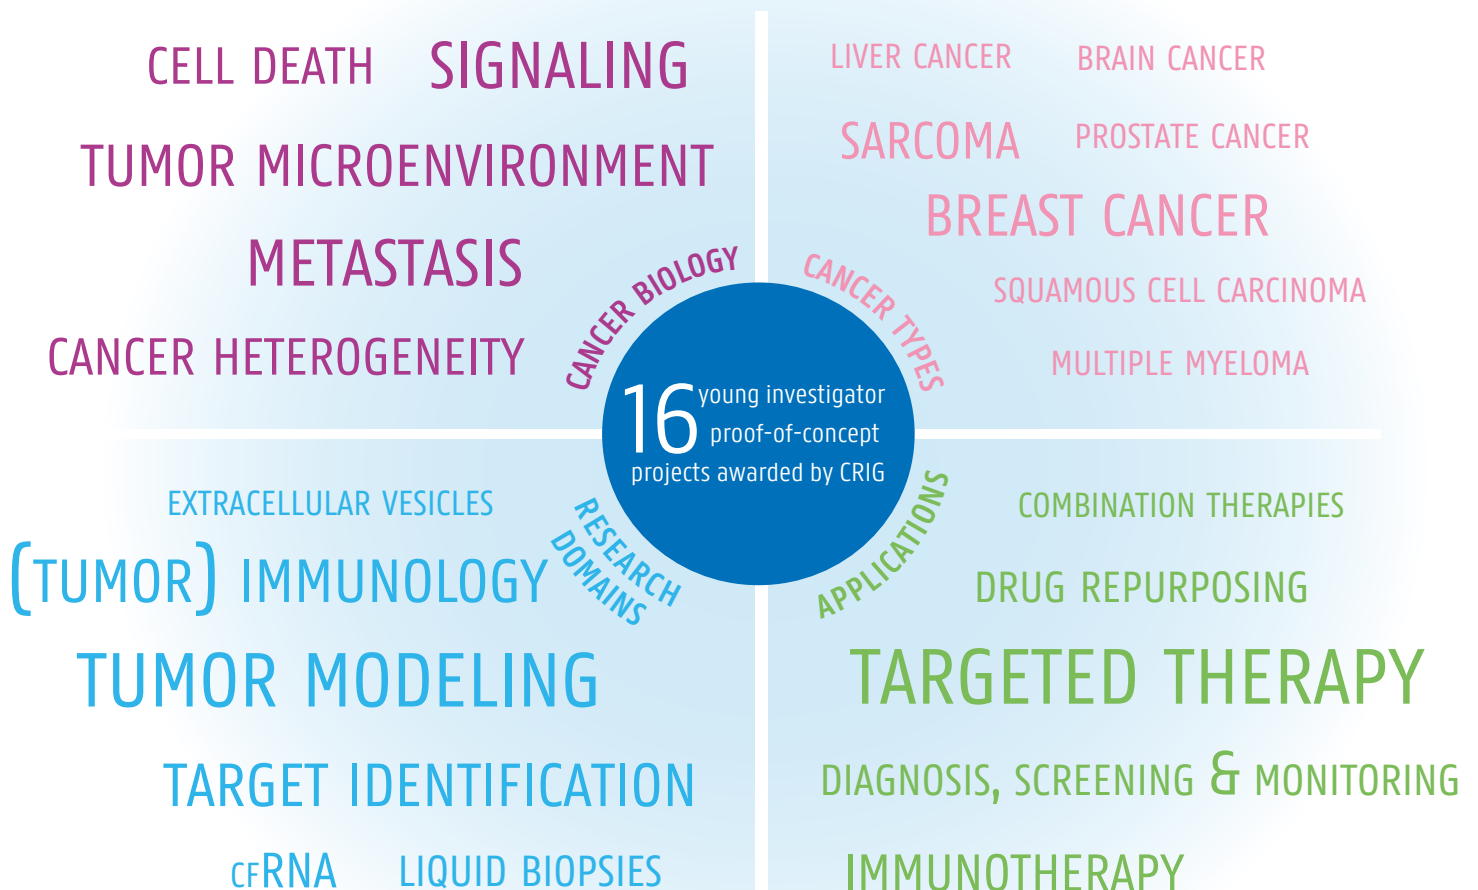 CELL DEATH SIGNALING
TUMOR MICROENVIRONMENT
METASTASIS
CANCER HETEROGENEITY
CANCER BIOLOGY
LIVER CANCER BRAIN CANCER
SARCOMA PROSTATE CANCER
BREAST CANCER
SQUAMOUS CELL CARCINOMA
MULTIPLE MYELOMA
CANCER TYPES
16 young investigator
proof-of-concept
projects awarded by CRIG
RESEARCH
DOMAINS
EXTRACELLULAR VESICLES
(TUMOR) IMMUNOLOGY
TUMOR MODELING
TARGET IDENTIFICATION
CFRNA LIQUID BIOPSIES
APPLICATIONS
COMBINATION THERAPIES
DRUG REPURPOSING
TARGETED THERAPY
DIAGNOSIS, SCREENING & MONITORING
IMMUNOTHERAPY